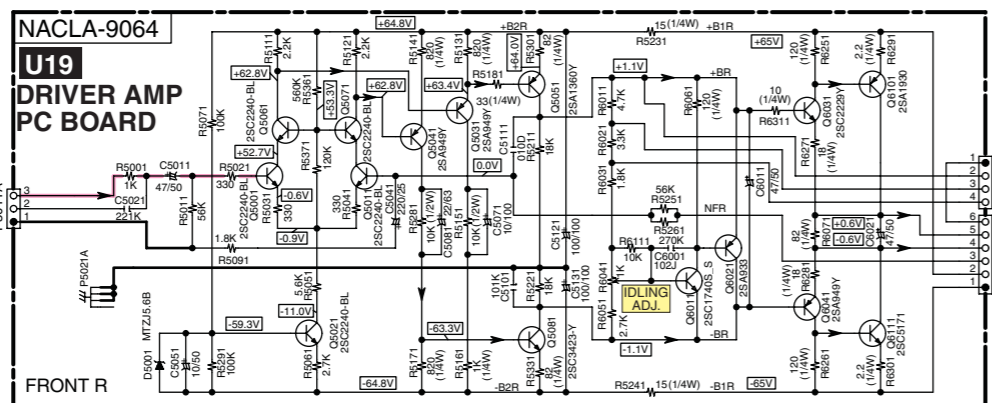 NACLA-9064
U19
DRIVER AMP
PC BOARD
FRONT R
+64.8V
+B2R
15(1/4W)
R5231
+B1R
+65V
R5111
2.2K
R5121
2.2K
R5141
820
(1/4W)
R5131
820
(1/4W)
R5301
82
(1/4W)
+64.0V
120
(1/4W)
R6251
2.2
(1/4W)
R6291
+62.8V
R5361
560K
+53.3V
+62.8V
+63.4V
R5181
33(1/4W)
Q5051
2SA1360Y
+1.1V
+BR
R5071
100K
Q5061
2SC2240-BL
Q5071
2SC2240-BL
Q5041
2SA949Y
Q5031
2SA949Y
C5111
101K
R5211
18K
R6011
4.7K
R6061
120
(1/4W)
10
(1/4W)
R6311
Q6031
2SC2229Y
Q6101
2SA1930
R5371
120K
+52.7V
0.0V
R6021
3.3K
R6031
1.8K
R6271
18
(1/4W)
C6011
47/50
R5001
1K
C5011
47/50
R5021
330
3
2
1
C5021
221K
R5011
56K
2SC2240-BL
Q5001
-0.6V
R5031
330
-0.9V
330
R5041
Q5011
2SC2240-BL
C5041
220/25
R5281
10K (1/2W)
C5081
22/63
R5151
10K (1/2W)
C5071
10/100
C5121
100/100
56K
R5251
NFR
R5261
270K
R6111
10K
C6001
102J
82
(1/4W)
R6071
+0.6V
-0.6V
C6021
47/50
1
2
3
4
6
5
4
3
2
1
1.8K
R5091
P5021A
5.6K
R5051
-11.0V
C5101
101K
R5221
18K
C5131
100/100
R6041
1K
IDLING
ADJ.
R6051
2.7K
Q6011
2SC1740S_S
Q6021
2SA933
18
(1/4W)
R6281
Q6041
2SA949Y
D5001
MTZJ5.6B
C5051
10/50
R5291
100K
-59.3V
Q5021
2SC2240-BL
R5061
2.7K
-63.3V
Q5081
2SC3423-Y
-1.1V
-BR
Q6111
2SC5171
-64.8V
R5171
820
(1/4W)
R5161
1K
(1/4W)
-B2R
R5331
82
(1/4W)
R5241
15(1/4W)
-B1R
-65V
120
(1/4W)
R6261
2.2
(1/4W)
R6301